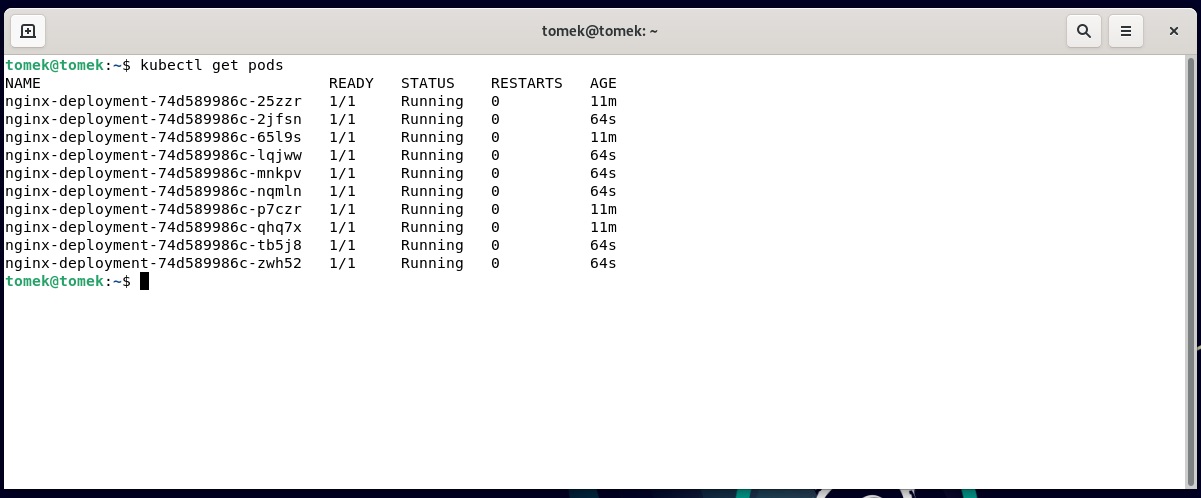 tomek@tomek: ~
tomek@tomek:~$ kubectl get pods
NAME                                READY   STATUS    RESTARTS   AGE
nginx-deployment-74d589986c-25zzr   1/1     Running   0          11m
nginx-deployment-74d589986c-2jfsn   1/1     Running   0          64s
nginx-deployment-74d589986c-65l9s   1/1     Running   0          11m
nginx-deployment-74d589986c-lqjww   1/1     Running   0          64s
nginx-deployment-74d589986c-mnkpv   1/1     Running   0          64s
nginx-deployment-74d589986c-nqmln   1/1     Running   0          64s
nginx-deployment-74d589986c-p7czr   1/1     Running   0          11m
nginx-deployment-74d589986c-qhq7x   1/1     Running   0          11m
nginx-deployment-74d589986c-tb5j8   1/1     Running   0          64s
nginx-deployment-74d589986c-zwh52   1/1     Running   0          64s
tomek@tomek:~$